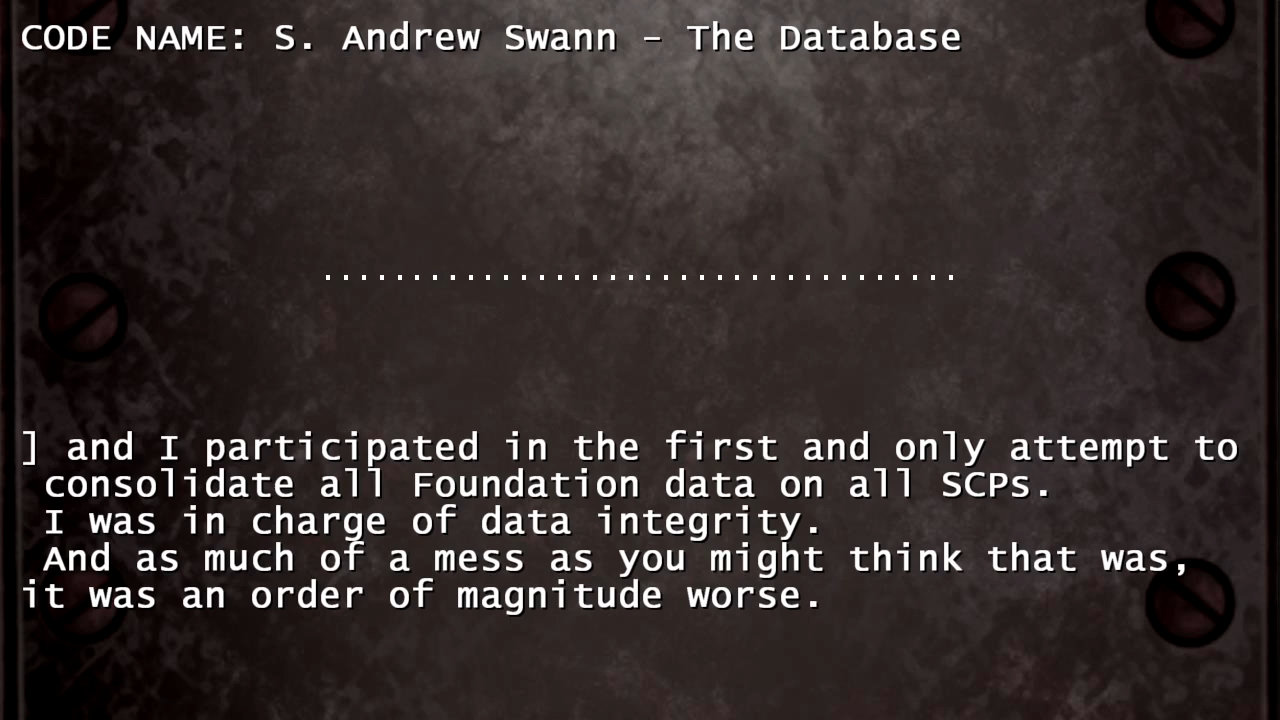 CODE NAME: S. Andrew Swann - The Database
....................................
] and I participated in the first and only attempt to
consolidate all Foundation data on all SCPs.
I was in charge of data integrity.
And as much of a mess as you might think that was,
it was an order of magnitude worse.